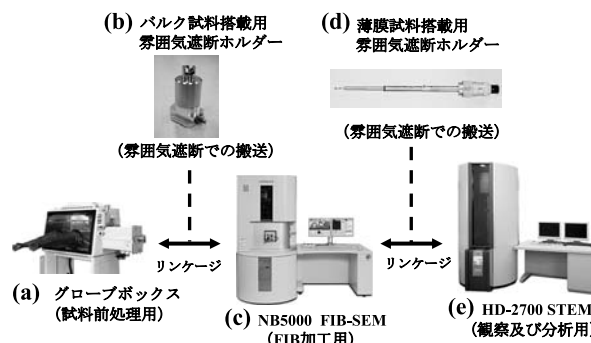 (b) バルク試料搭載用
雰囲気遮断ホルダー
(雰囲気遮断での搬送)
(d) 薄膜試料搭載用
雰囲気遮断ホルダー
(雰囲気遮断での搬送)
リンケージ
リンケージ
(a) グローブボックス
(試料前処理用)
(c) NB5000 FIB-SEM
(FIB加工用)
(e) HD-2700 STEM
(観察及び分析用)